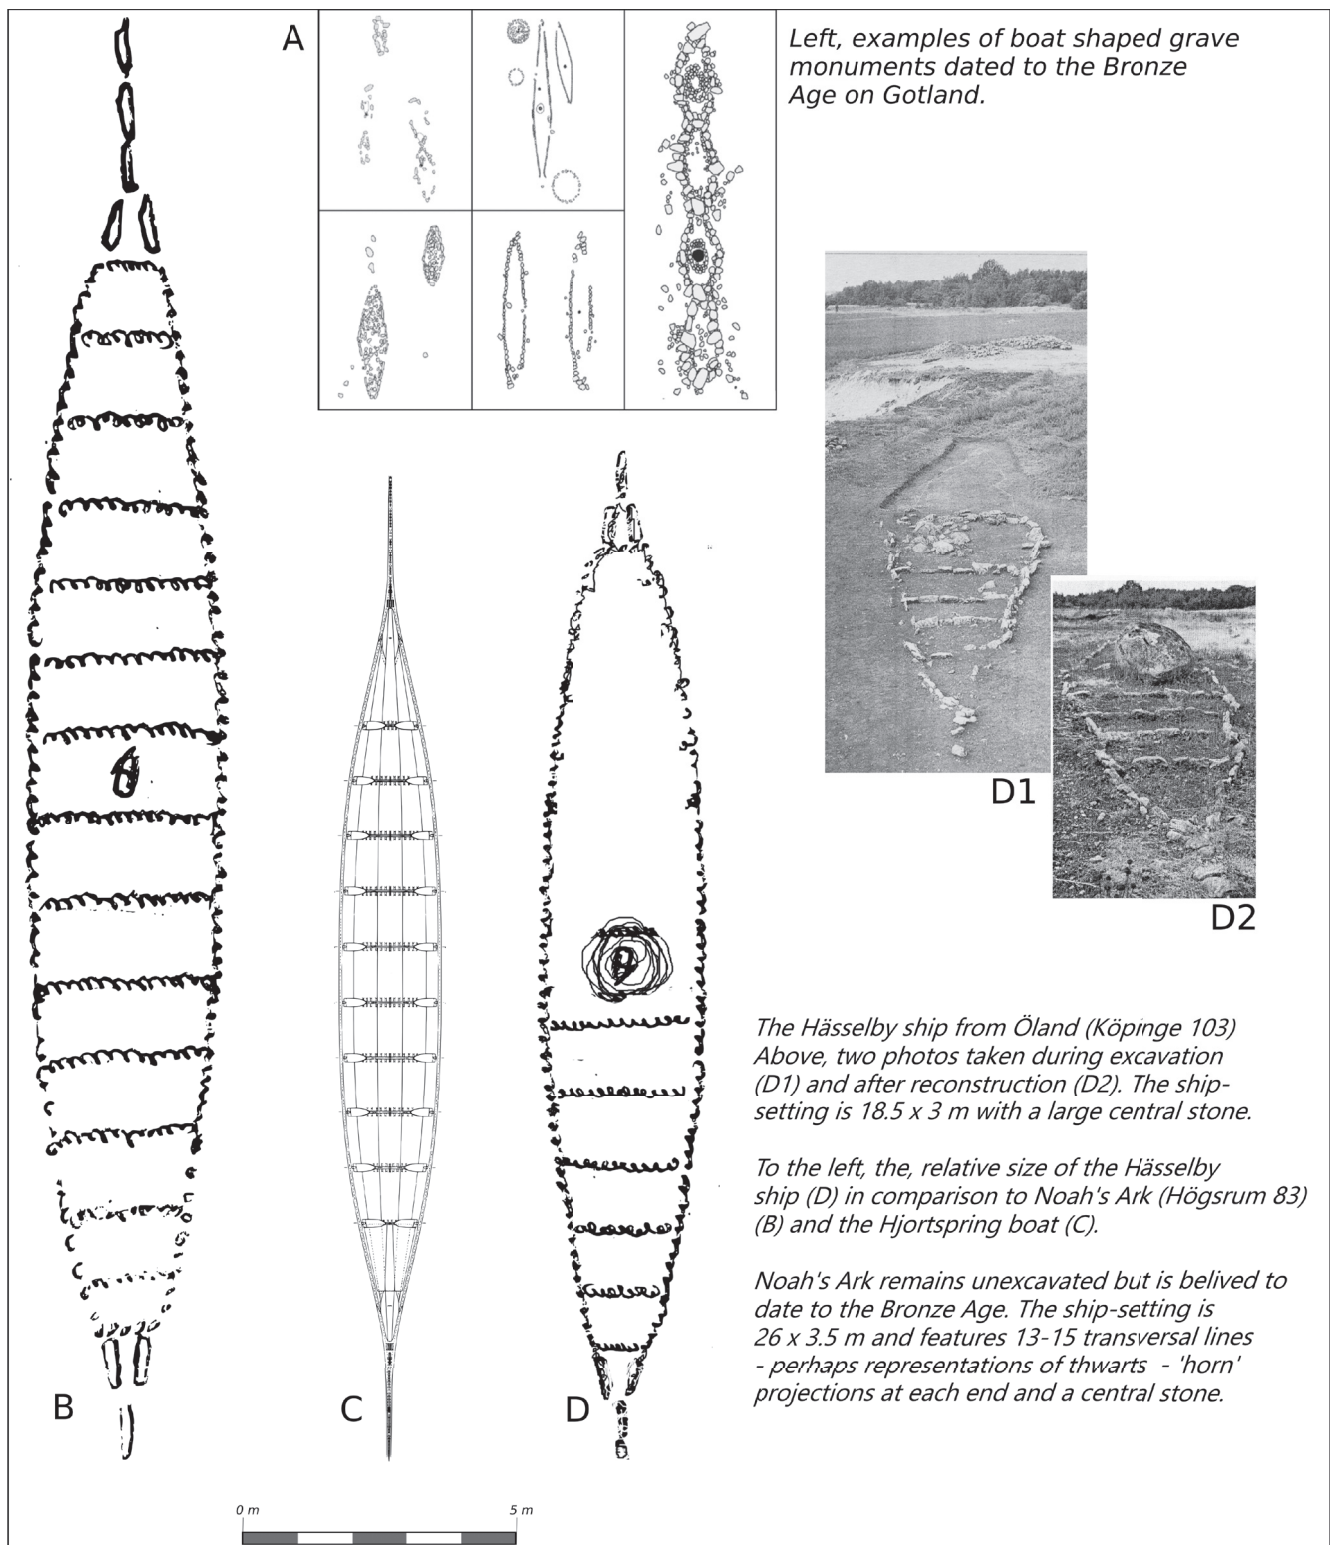 A
Left, examples of boat shaped grave
monuments dated to the Bronze
Age on Gotland.
D1
D2
The Hässelby ship from Öland (Köpinge 103)
Above, two photos taken during excavation
(D1) and after reconstruction (D2). The ship-
setting is 18.5 x 3 m with a large central stone.
To the left, the, relative size of the Hässelby
ship (D) in comparison to Noah's Ark (Högsrum 83)
(B) and the Hjortspring boat (C).
Noah's Ark remains unexcavated but is belived to
date to the Bronze Age. The ship-setting is
26 x 3.5 m and features 13-15 transversal lines
- perhaps representations of thwarts - 'horn'
projections at each end and a central stone.
B
C
D
0 m
5 m